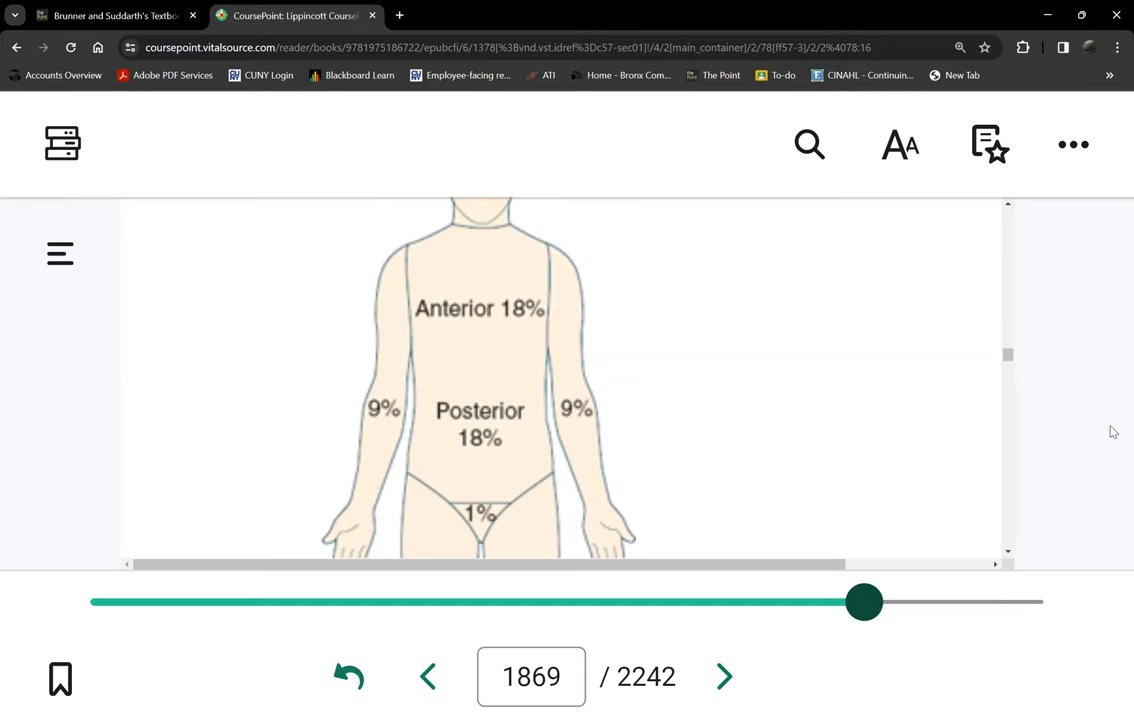 Brunner and Suddarth's Textbo
CoursePoint: Lippincott CourseP
coursepoint.vitalsource.com/reader/books/9781975186722/epubcfi/6/1378[%3Bvnd.vst.idref%3Dc57-sec01]!/4/2[main_container]/2/78[ff57-3]/2/2%4078:16
Accounts Overview
Adobe PDF Services
CUNY Login
Blackboard Learn
Employee-facing re...
ATI
Home - Bronx Com...
The Point
To-do
CINAHL - Continuin...
New Tab
AA
Anterior 18%
9%
Posterior
18%
9%
1%
1869 / 2242